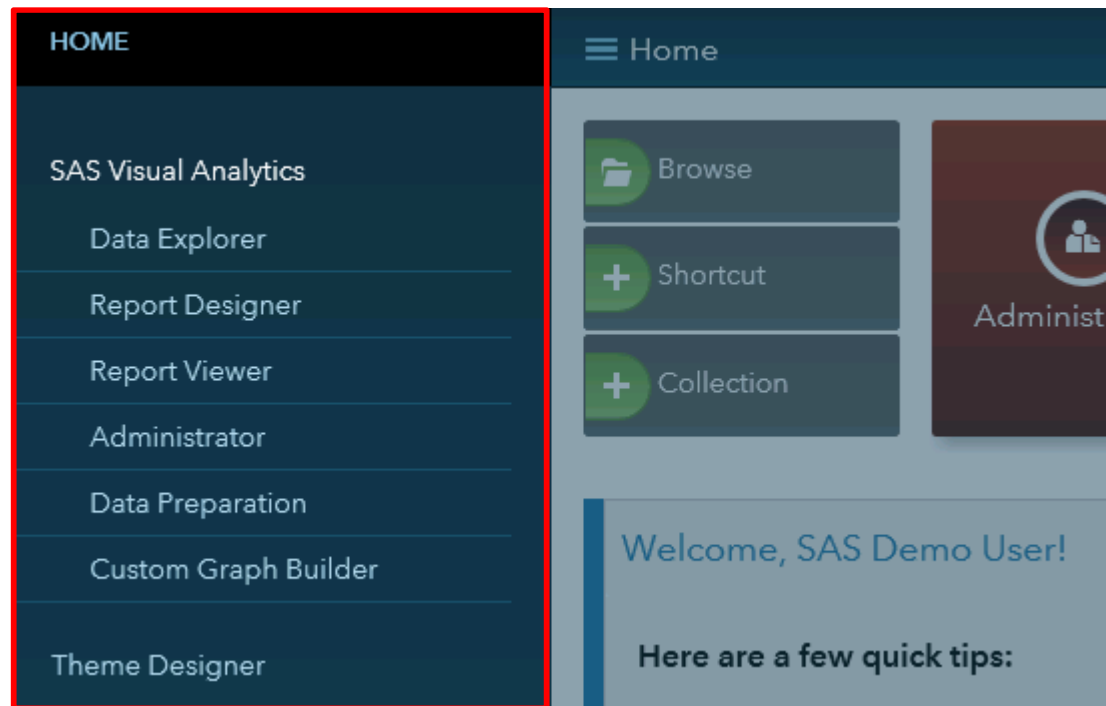 HOME
SAS Visual Analytics
Data Explorer
Report Designer
Report Viewer
Administrator
Data Preparation
Custom Graph Builder
Theme Designer
Home
Browse
Shortcut
Collection
Administ
Welcome, SAS Demo User!
Here are a few quick tips: